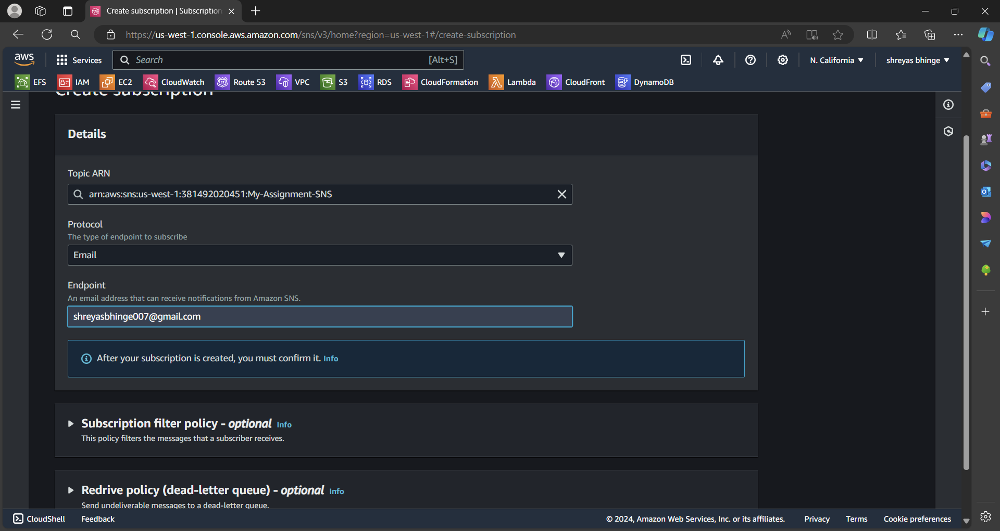 Create subscription | Subscription
https://us-west-1.console.aws.amazon.com/sns/v3/home?region=us-west-1#/create-subscription
aws
Services
Search
[Alt+S]
N. California
shreyas bhinge
EFS
IAM
EC2
CloudWatch
Route 53
VPC
S3
RDS
CloudFormation
Lambda
CloudFront
DynamoDB
Create subscription
Details
Topic ARN
arn:aws:sns:us-west-1:381492020451:My-Assignment-SNS
Protocol
The type of endpoint to subscribe
Email
Endpoint
An email address that can receive notifications from Amazon SNS.
shreyasbhinge007@gmail.com
After your subscription is created, you must confirm it. Info
Subscription filter policy - optional Info
This policy filters the messages that a subscriber receives.
Redrive policy (dead-letter queue) - optional Info
Send undeliverable messages to a dead-letter queue.
CloudShell
Feedback
© 2024, Amazon Web Services, Inc. or its affiliates.
Privacy
Terms
Cookie preferences